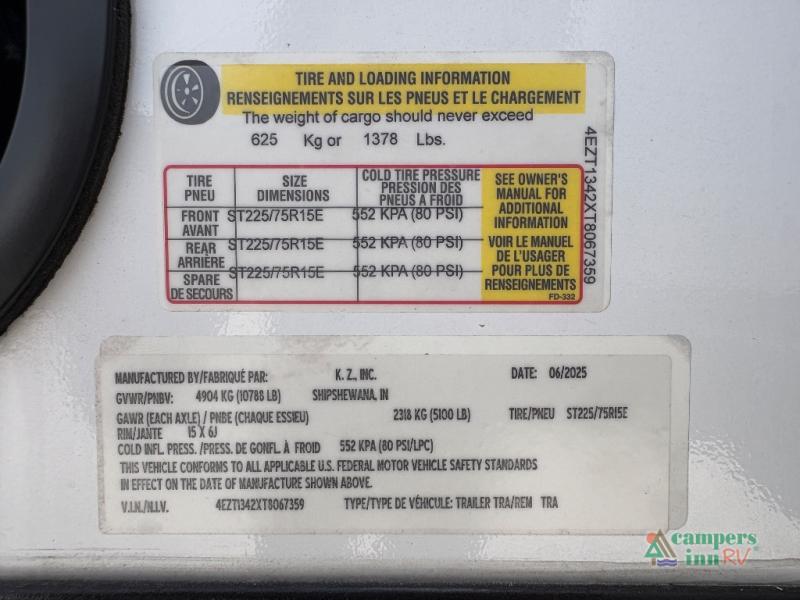 TIRE AND LOADING INFORMATION
RENSEIGNEMENTS SUR LES PNEUS ET LE CHARGEMENT
The weight of cargo should never exceed
625 Kg or 1378 Lbs.
TIRE PNEU
SIZE DIMENSIONS
COLD TIRE PRESSURE
PRESSION DES
PNEUS À FROID
FRONT AVANT
ST225/75R15E
552 KPA (80 PSI)
REAR ARRIÈRE
ST225/75R15E
552 KPA (80 PSI)
SPARE DE SECOURS
ST225/75R15E
552 KPA (80 PSI)
SEE OWNER'S
MANUAL FOR
ADDITIONAL
INFORMATION
VOIR LE MANUEL
DE L'USAGER
POUR PLUS DE
RENSEIGNEMENTS
FD-332
4EZT1342XT8067359
MANUFACTURED BY/FABRIQUÉ PAR: K. Z., INC. DATE: 06/2025
GVWR/PNBV: 4904 KG (10788 LB) SHIPSHEWANA, IN
GAWR (EACH AXLE) / PNBE (CHAQUE ESSIEU) 2318 KG (5100 LB) TIRE/PNEU ST225/75R15E
RIM/JANTE 15 X 6J
COLD INFL. PRESS./PRESS. DE GONFL. À FROID 552 KPA (80 PSI/LPC)
THIS VEHICLE CONFORMS TO ALL APPLICABLE U.S. FEDERAL MOTOR VEHICLE SAFETY STANDARDS
IN EFFECT ON THE DATE OF MANUFACTURE SHOWN ABOVE.
V.I.N./N.I.V. 4EZT1342XT8067359 TYPE/TYPE DE VÉHICULE: TRAILER TRA/REM TRA
campers
inn RV